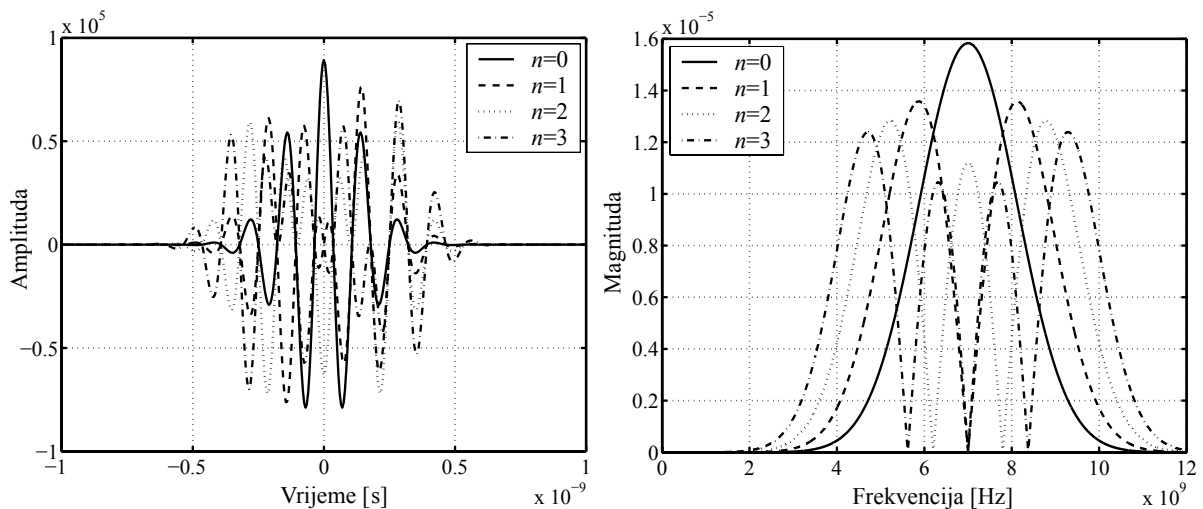 x 10^5
1
0.5
0
−0.5
−1
−1
−0.5
0
0.5
1
x 10^−9
Amplituda
Vrijeme [s]
n=0
n=1
n=2
n=3
x 10^−5
1.6
1.4
1.2
1
0.8
0.6
0.4
0.2
0
0
2
4
6
8
10
12
x 10^9
Magnituda
Frekvencija [Hz]
n=0
n=1
n=2
n=3